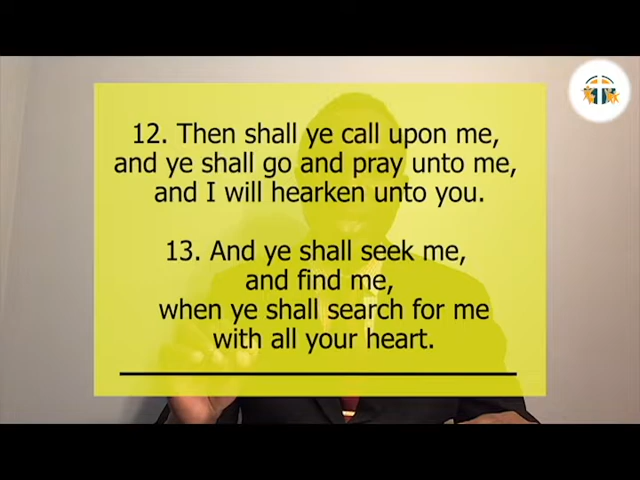 12. Then shall ye call upon me,
and ye shall go and pray unto me,
and I will hearken unto you.
13. And ye shall seek me,
and find me,
when ye shall search for me
with all your heart.